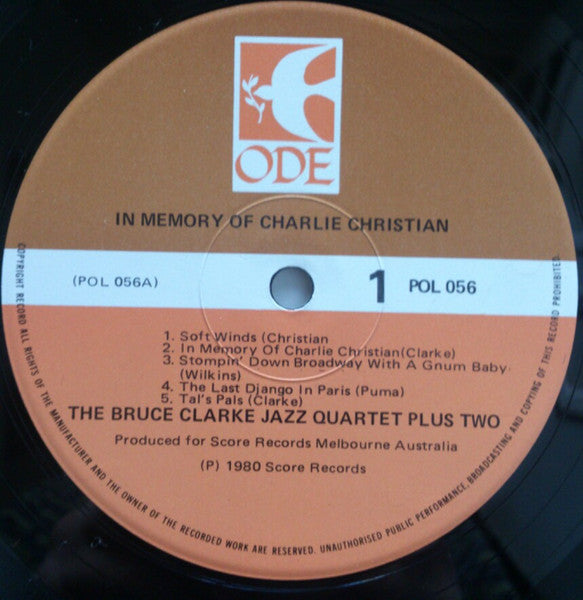 ODE
IN MEMORY OF CHARLIE CHRISTIAN
(POL 056A)
1
POL 056
1. Soft Winds (Christian
2. In Memory Of Charlie Christian(Clarke)
3. Stompin' Down Broadway With A Gnum Baby
(Wilkins)
4. The Last Django In Paris (Puma)
5. Tal's Pals (Clarke)
THE BRUCE CLARKE JAZZ QUARTET PLUS TWO
Produced for Score Records Melbourne Australia
(P) 1980 Score Records
COPYRIGHT RECORD ALL RIGHTS OF THE MANUFACTURER AND THE OWNER OF THE RECORDED WORK ARE RESERVED. UNAUTHORISED PUBLIC PERFORMANCE, BROADCASTING AND COPYING OF THIS RECORD PROHIBITED.